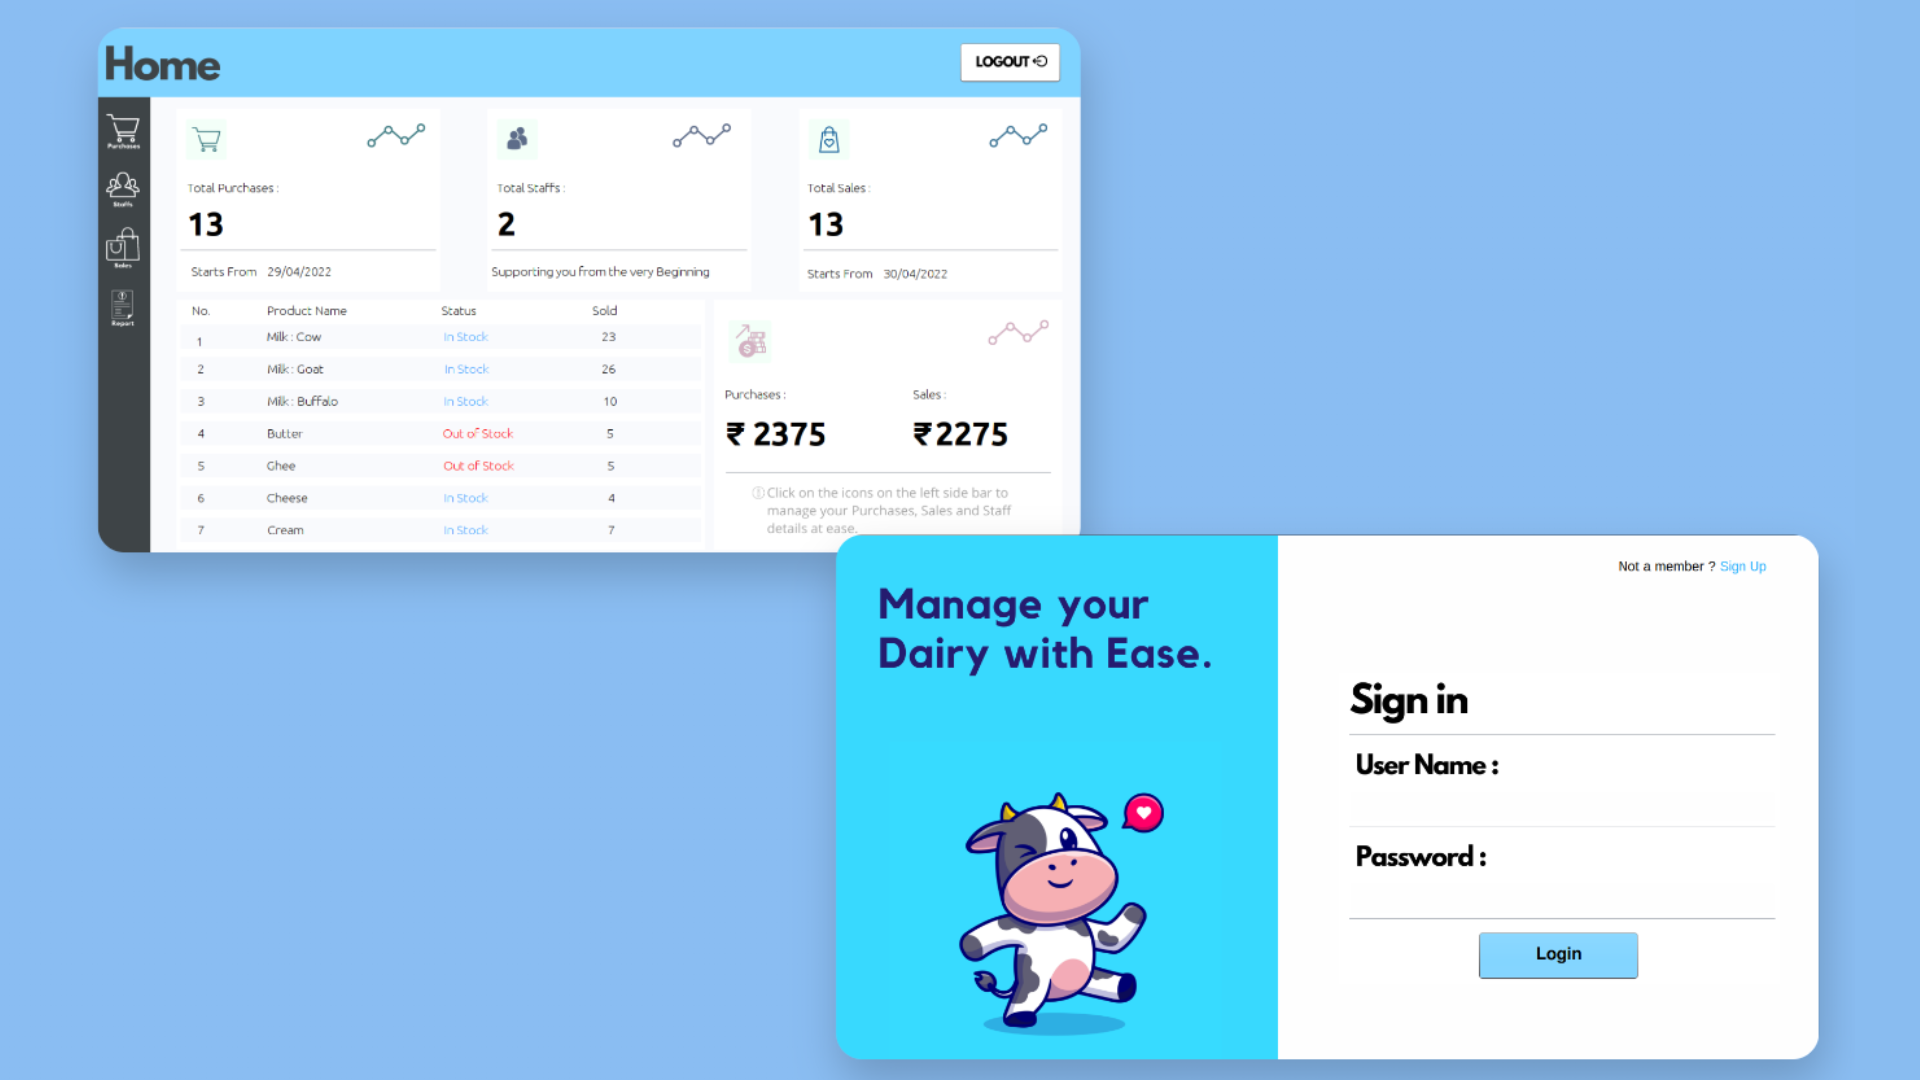 Home
LOGOUT
Purchases
Staffs
Sales
Report
Total Purchases :
13
Starts From 29/04/2022
Total Staffs :
2
Supporting you from the very Beginning
Total Sales :
13
Starts From 30/04/2022
No. Product Name Status Sold
1 Milk : Cow In Stock 23
2 Milk : Goat In Stock 26
3 Milk : Buffalo In Stock 10
4 Butter Out of Stock 5
5 Ghee Out of Stock 5
6 Cheese In Stock 4
7 Cream In Stock 7
Purchases : Sales :
₹ 2375 ₹2275
Click on the icons on the left side bar to
manage your Purchases, Sales and Staff
details at ease.
Manage your
Dairy with Ease.
Not a member ? Sign Up
Sign in
User Name :
Password :
Login